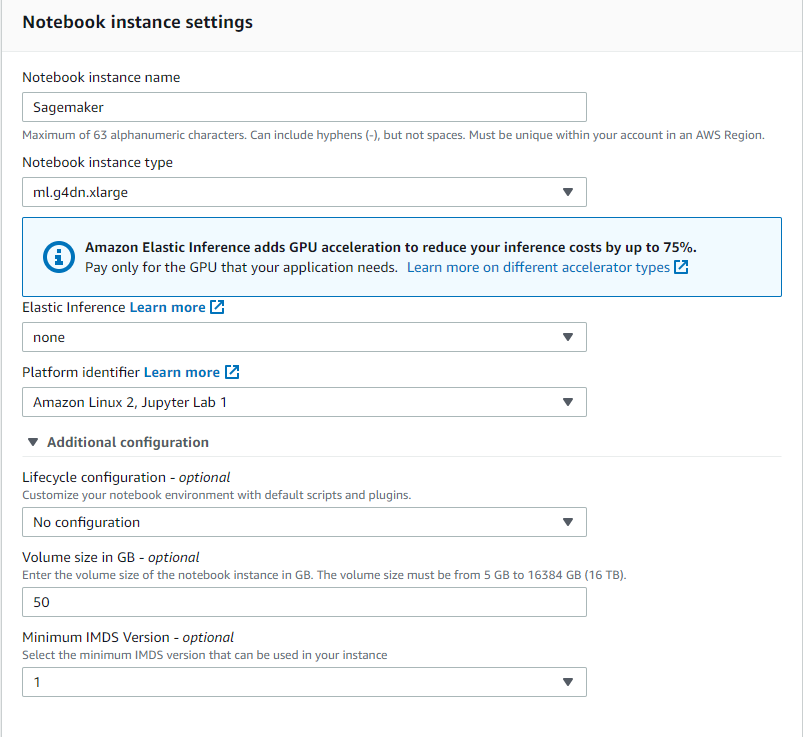 Notebook instance settings
Notebook instance name
Sagemaker
Maximum of 63 alphanumeric characters. Can include hyphens (-), but not spaces. Must be unique within your account in an AWS Region.
Notebook instance type
ml.g4dn.xlarge
Amazon Elastic Inference adds GPU acceleration to reduce your inference costs by up to 75%.
Pay only for the GPU that your application needs. Learn more on different accelerator types
Elastic Inference Learn more
none
Platform identifier Learn more
Amazon Linux 2, Jupyter Lab 1
Additional configuration
Lifecycle configuration - optional
Customize your notebook environment with default scripts and plugins.
No configuration
Volume size in GB - optional
Enter the volume size of the notebook instance in GB. The volume size must be from 5 GB to 16384 GB (16 TB).
50
Minimum IMDS Version - optional
Select the minimum IMDS version that can be used in your instance
1